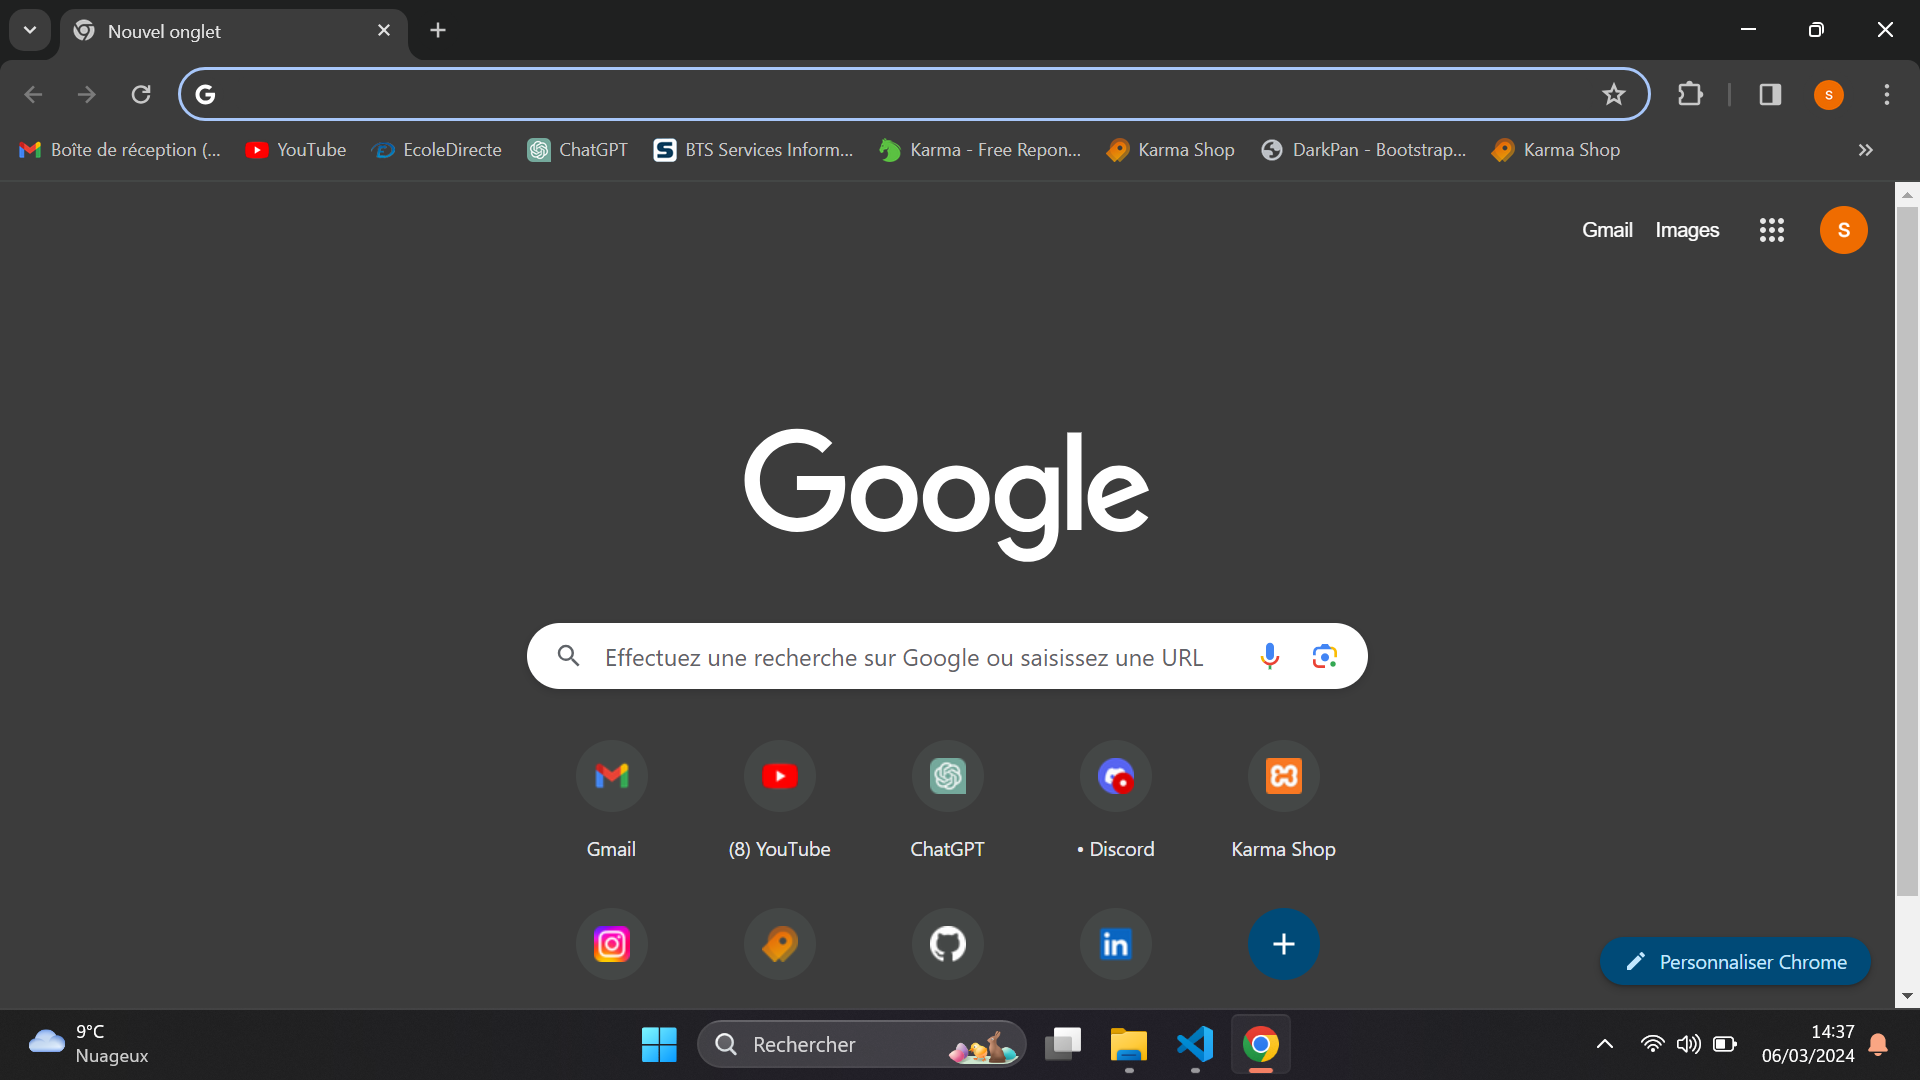 Nouvel onglet
Boîte de réception (...
YouTube
EcoleDirecte
ChatGPT
BTS Services Inform...
Karma - Free Repon...
Karma Shop
DarkPan - Bootstrap...
Karma Shop
Gmail
Images
S
S
Google
Effectuez une recherche sur Google ou saisissez une URL
Gmail
(8) YouTube
ChatGPT
• Discord
Karma Shop
Personnaliser Chrome
9°C
Nuageux
Rechercher
14:37
06/03/2024